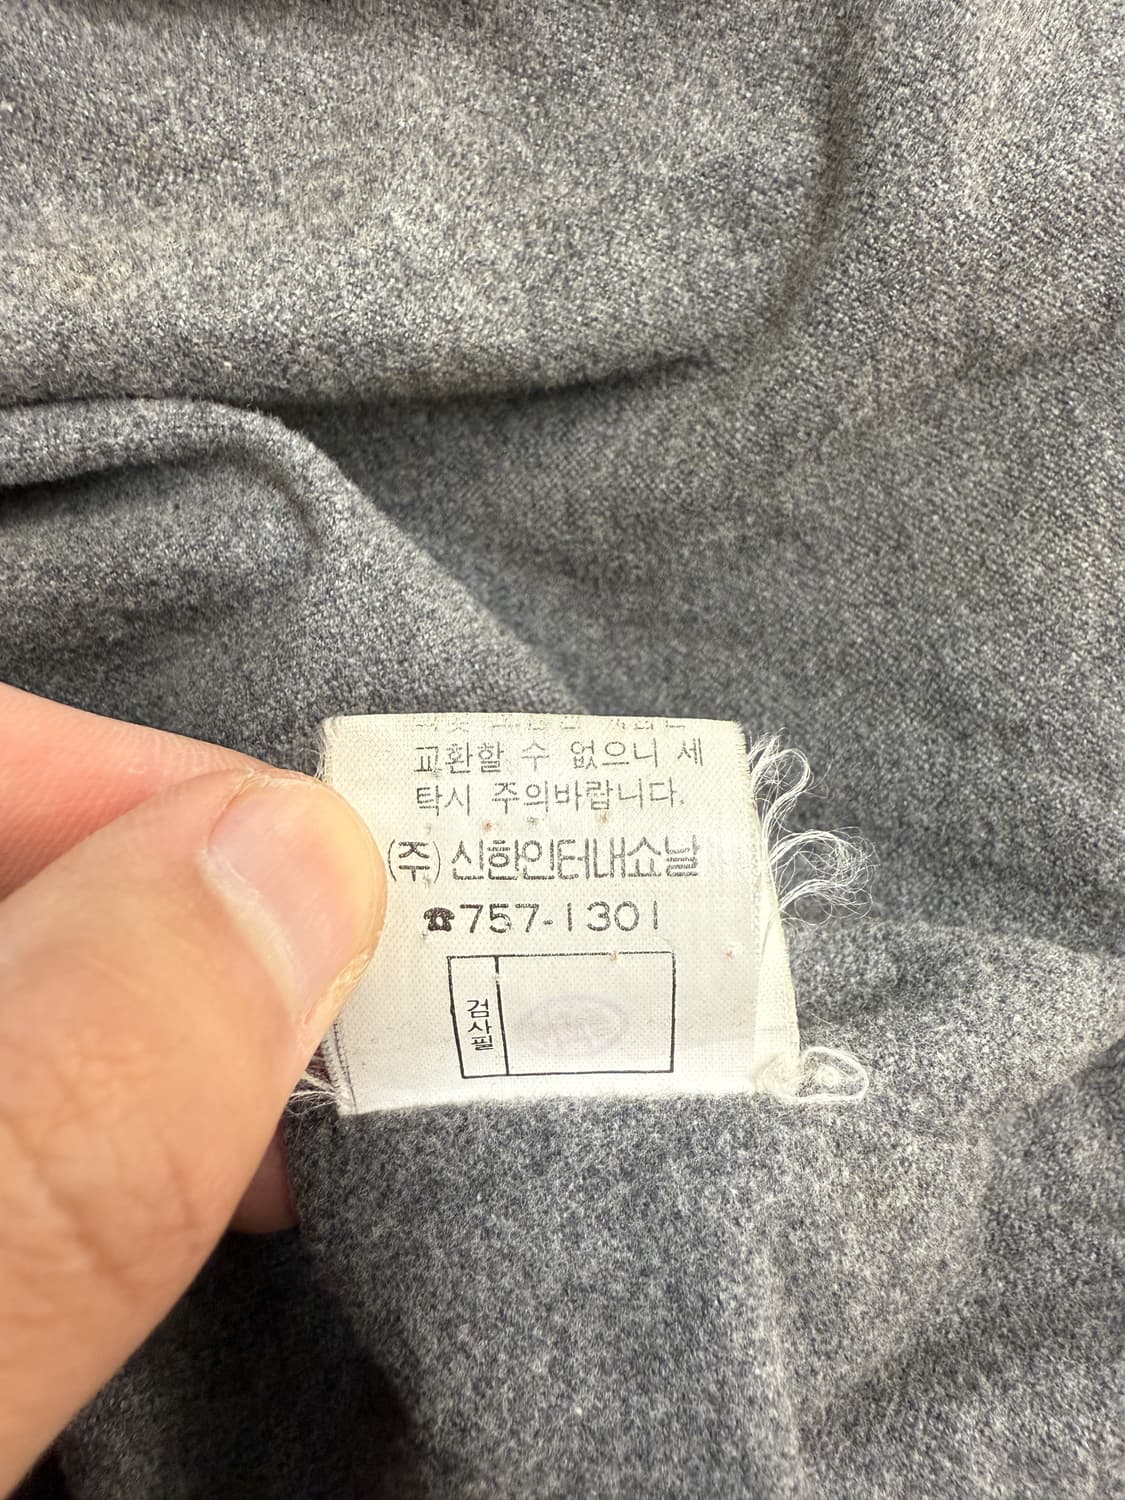 교환할 수 없으니 세
탁시 주의바랍니다.
(주)신한인터내쇼날
☎757-1301
검사필